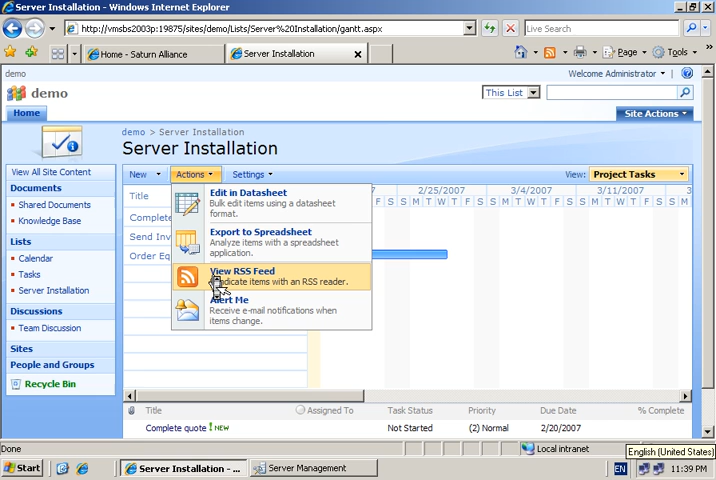 Server Installation - Windows Internet Explorer
http://vmsbs2003p:19875/sites/demo/Lists/Server%20Installation/gantt.aspx
Live Search
Home - Saturn Alliance
Server Installation
Page
Tools
demo
Welcome Administrator
demo
This List
Home
Site Actions
demo > Server Installation
Server Installation
View All Site Content
New
Actions
Settings
View:
Project Tasks
Documents
Shared Documents
Knowledge Base
Lists
Calendar
Tasks
Server Installation
Discussions
Team Discussion
Sites
People and Groups
Recycle Bin
Title
7
2/25/2007
3/4/2007
3/11/2007
3
F S S M T W T F S S M T W T F S S M T W T F S S
Complete
Send Inv
Order Eq
Edit in Datasheet
Bulk edit items using a datasheet
format.
Export to Spreadsheet
Analyze items with a spreadsheet
application.
View RSS Feed
ndicate items with an RSS reader.
Alert Me
Receive e-mail notifications when
items change.
Title
Assigned To
Task Status
Priority
Due Date
% Complete
Complete quote ! NEW
Not Started
(2) Normal
2/20/2007
Done
Local intranet
English (United States)
Start
Server Installation - ...
Server Management
EN
11:39 PM